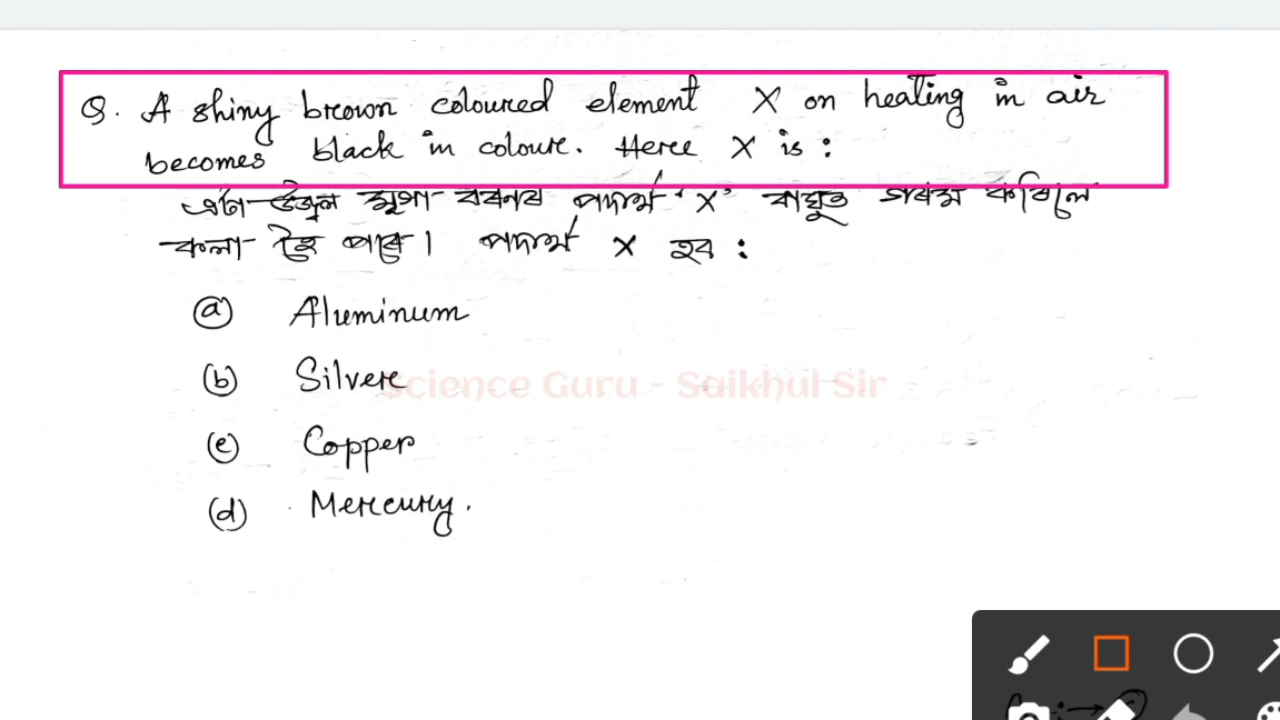 Q. A shiny brown coloured element X on heating in air
becomes black in colour. Here X is :
এটা উজ্বল মুগা বৰণৰ পদাৰ্থ 'X' বায়ুত গৰম কৰিলে
কলা হৈ পৰে। পদাৰ্থ X হব :
(a) Aluminum
(b) Silver
Science Guru - Saikhul Sir
(c) Copper
(d) Mercury.